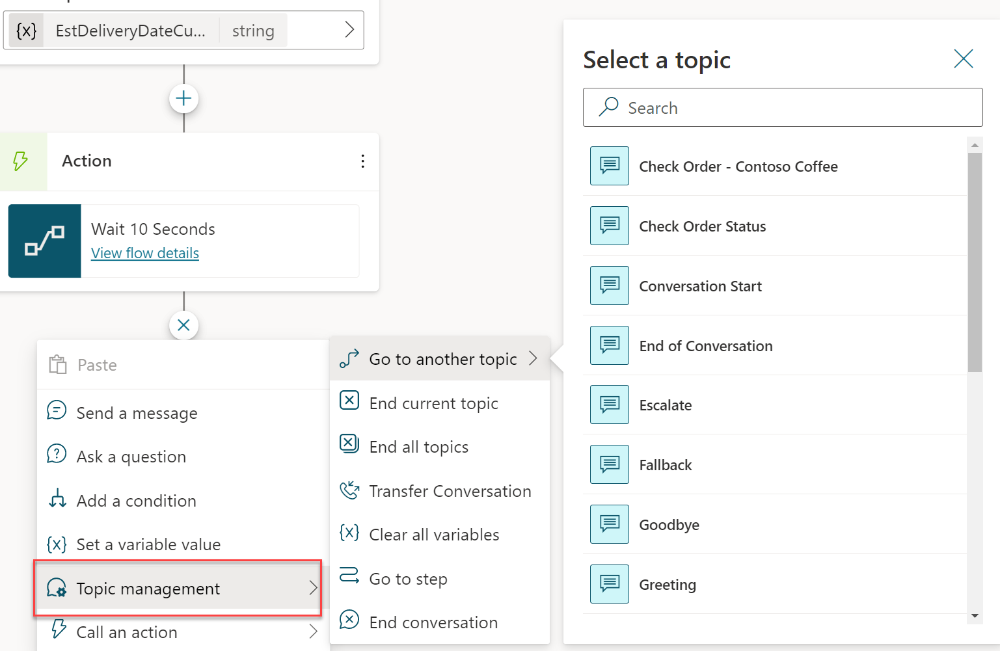 {x} EstDeliveryDateCu... string
Action
Wait 10 Seconds
View flow details
Paste
Send a message
Ask a question
Add a condition
{x} Set a variable value
Topic management
Call an action
Go to another topic
End current topic
End all topics
Transfer Conversation
{x} Clear all variables
Go to step
End conversation
Select a topic
Search
Check Order - Contoso Coffee
Check Order Status
Conversation Start
End of Conversation
Escalate
Fallback
Goodbye
Greeting